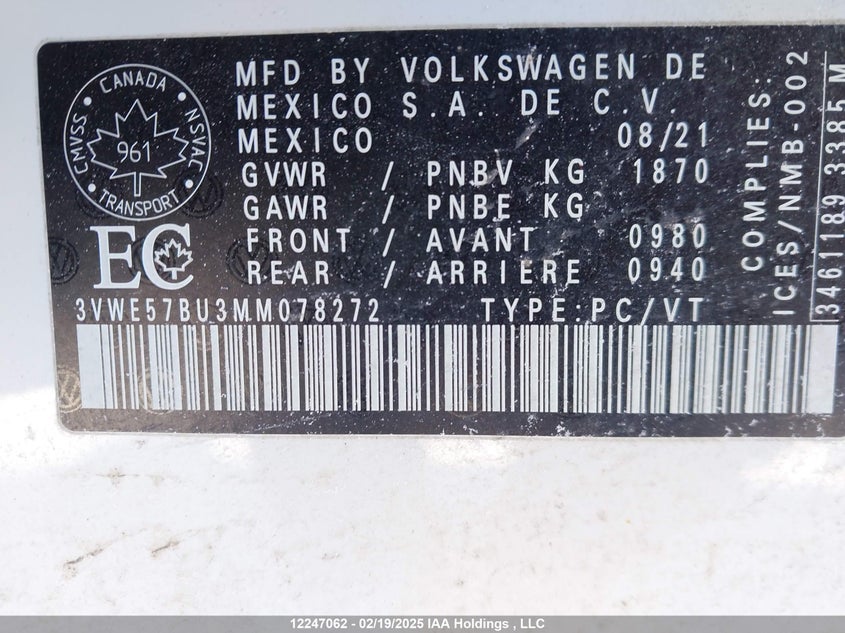 CANADA
CMVSS
NSVAC
961
TRANSPORT
EC
MFD BY VOLKSWAGEN DE
MEXICO S.A. DE C.V.
MEXICO 08/21
GVWR / PNBV KG 1870
GAWR / PNBE KG
FRONT / AVANT 0980
REAR / ARRIERE 0940
3VWE57BU3MM078272 TYPE:PC/VT
COMPLIES:
ICES/NMB-002
3461189 3385 M
12247062 - 02/19/2025 IAA Holdings , LLC